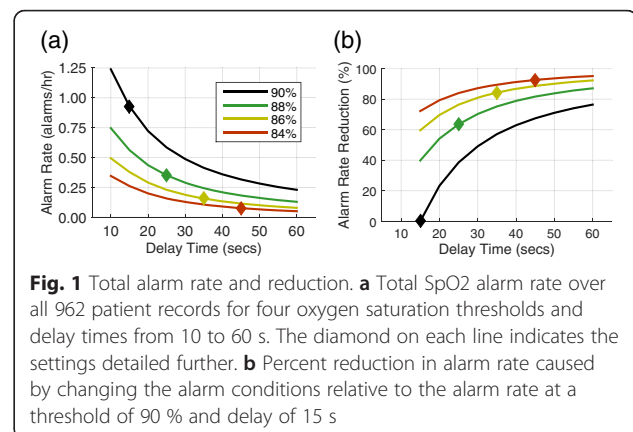 (a)
1.25
1.00
0.75
0.50
0.25
0.00
Alarm Rate (alarms/hr)
90%
88%
86%
84%
10 20 30 40 50 60
Delay Time (secs)
(b)
100
80
60
40
20
0
Alarm Rate Reduction (%)
10 20 30 40 50 60
Delay Time (secs)
Fig. 1 Total alarm rate and reduction. a Total SpO2 alarm rate over
all 962 patient records for four oxygen saturation thresholds and
delay times from 10 to 60 s. The diamond on each line indicates the
settings detailed further. b Percent reduction in alarm rate caused
by changing the alarm conditions relative to the alarm rate at a
threshold of 90 % and delay of 15 s